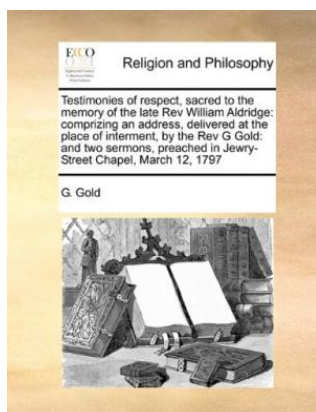 ECCO
Religion and Philosophy
Testimonies of respect, sacred to the
memory of the late Rev William Aldridge:
comprizing an address, delivered at the
place of interment, by the Rev G Gold:
and two sermons, preached in Jewry-
Street Chapel, March 12, 1797
G. Gold